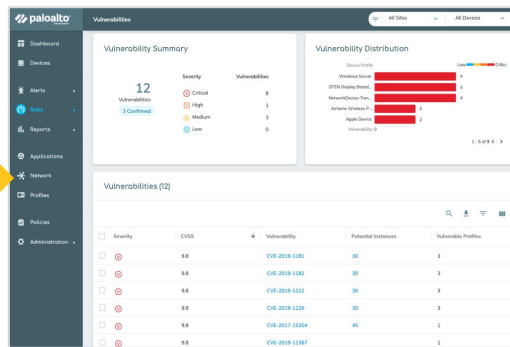 paloalto
Vulnerabilities
All Sites
All Devices
Dashboard
Devices
Alerts
Risks
Reports
Applications
Network
Profiles
Policies
Administration
Vulnerability Summary
12
Vulnerabilities
3 Confirmed
Severity Vulnerabilities
Critical 8
High 1
Medium 3
Low 0
Vulnerability Distribution
Device Profile Low Critic
Windows Server 4
DTEN Display Board... 4
NetworkDevice-Tren... 4
Airtame Wireless P... 2
Apple Device 2
Vulnerability 0
1 - 5 of 9 < >
Vulnerabilities (12)
Severity CVSS Vulnerability Potential Instances Vulnerable Profiles
9.8 CVE-2019-1181 30 3
9.8 CVE-2019-1182 30 3
9.8 CVE-2019-1222 30 3
9.8 CVE-2019-1226 30 3
9.8 CVE-2017-15304 45 1
9.8 CVE-2019-11367 1